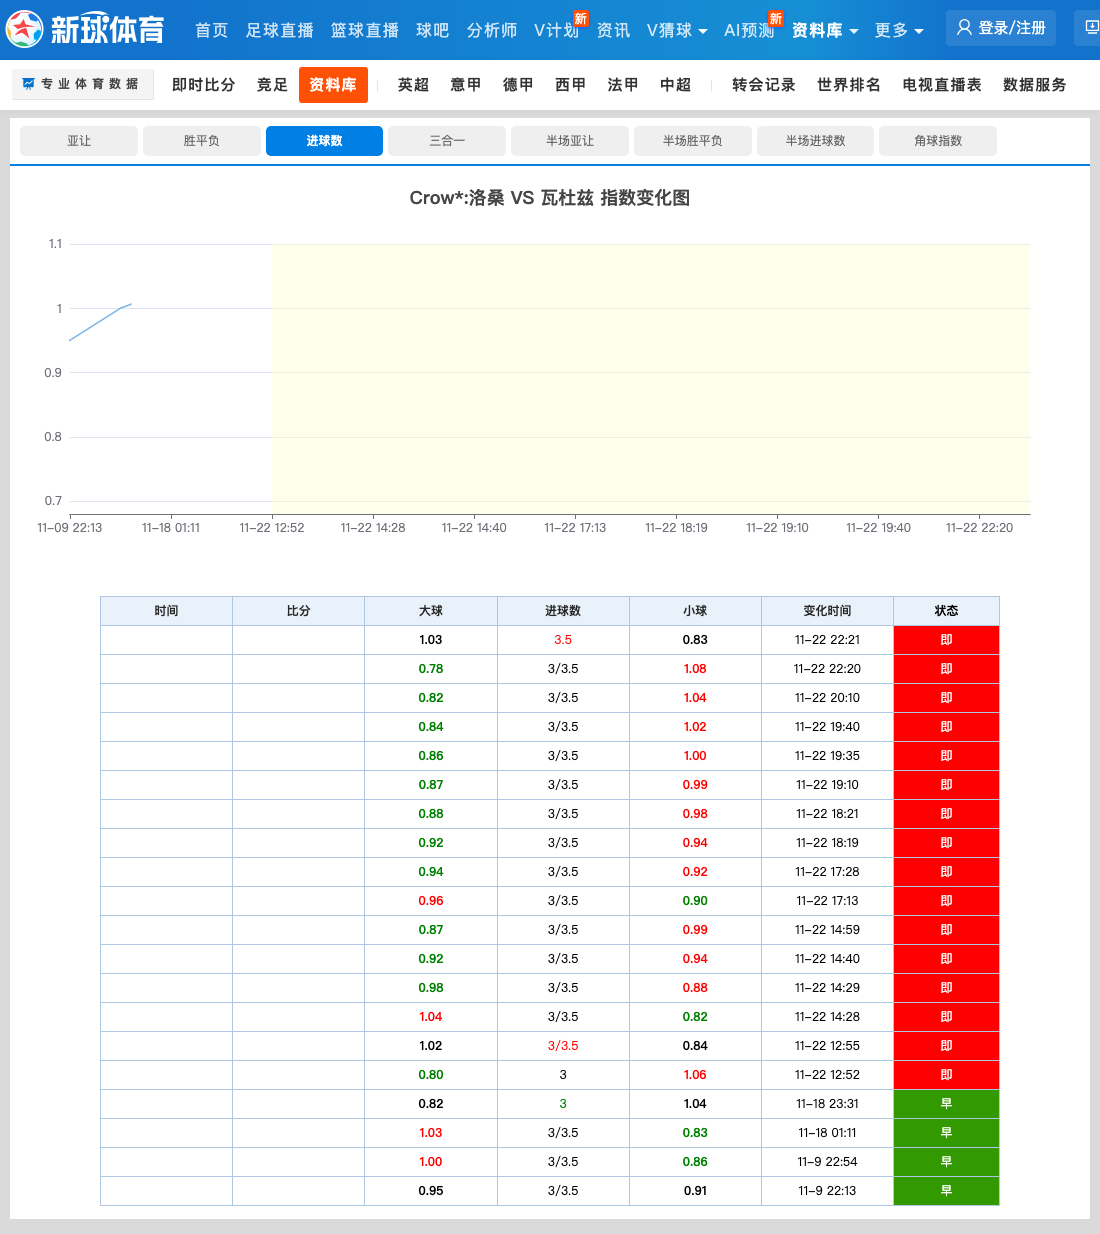 新球体育 首页 足球直播 篮球直播 球吧 分析师 V计划 新 资讯 V猜球 AI预测 新 资料库 更多 登录/注册
专业体育数据 即时比分 竞足 资料库 英超 意甲 德甲 西甲 法甲 中超 转会记录 世界排名 电视直播表 数据服务
亚让 胜平负 进球数 三合一 半场亚让 半场胜平负 半场进球数 角球指数
Crow*:洛桑 VS 瓦杜兹 指数变化图
1.1
1
0.9
0.8
0.7
11-09 22:13 11-18 01:11 11-22 12:52 11-22 14:28 11-22 14:40 11-22 17:13 11-22 18:19 11-22 19:10 11-22 19:40 11-22 22:20
时间 比分 大球 进球数 小球 变化时间 状态
1.03 3.5 0.83 11-22 22:21 即
0.78 3/3.5 1.08 11-22 22:20 即
0.82 3/3.5 1.04 11-22 20:10 即
0.84 3/3.5 1.02 11-22 19:40 即
0.86 3/3.5 1.00 11-22 19:35 即
0.87 3/3.5 0.99 11-22 19:10 即
0.88 3/3.5 0.98 11-22 18:21 即
0.92 3/3.5 0.94 11-22 18:19 即
0.94 3/3.5 0.92 11-22 17:28 即
0.96 3/3.5 0.90 11-22 17:13 即
0.87 3/3.5 0.99 11-22 14:59 即
0.92 3/3.5 0.94 11-22 14:40 即
0.98 3/3.5 0.88 11-22 14:29 即
1.04 3/3.5 0.82 11-22 14:28 即
1.02 3/3.5 0.84 11-22 12:55 即
0.80 3 1.06 11-22 12:52 即
0.82 3 1.04 11-18 23:31 早
1.03 3/3.5 0.83 11-18 01:11 早
1.00 3/3.5 0.86 11-9 22:54 早
0.95 3/3.5 0.91 11-9 22:13 早